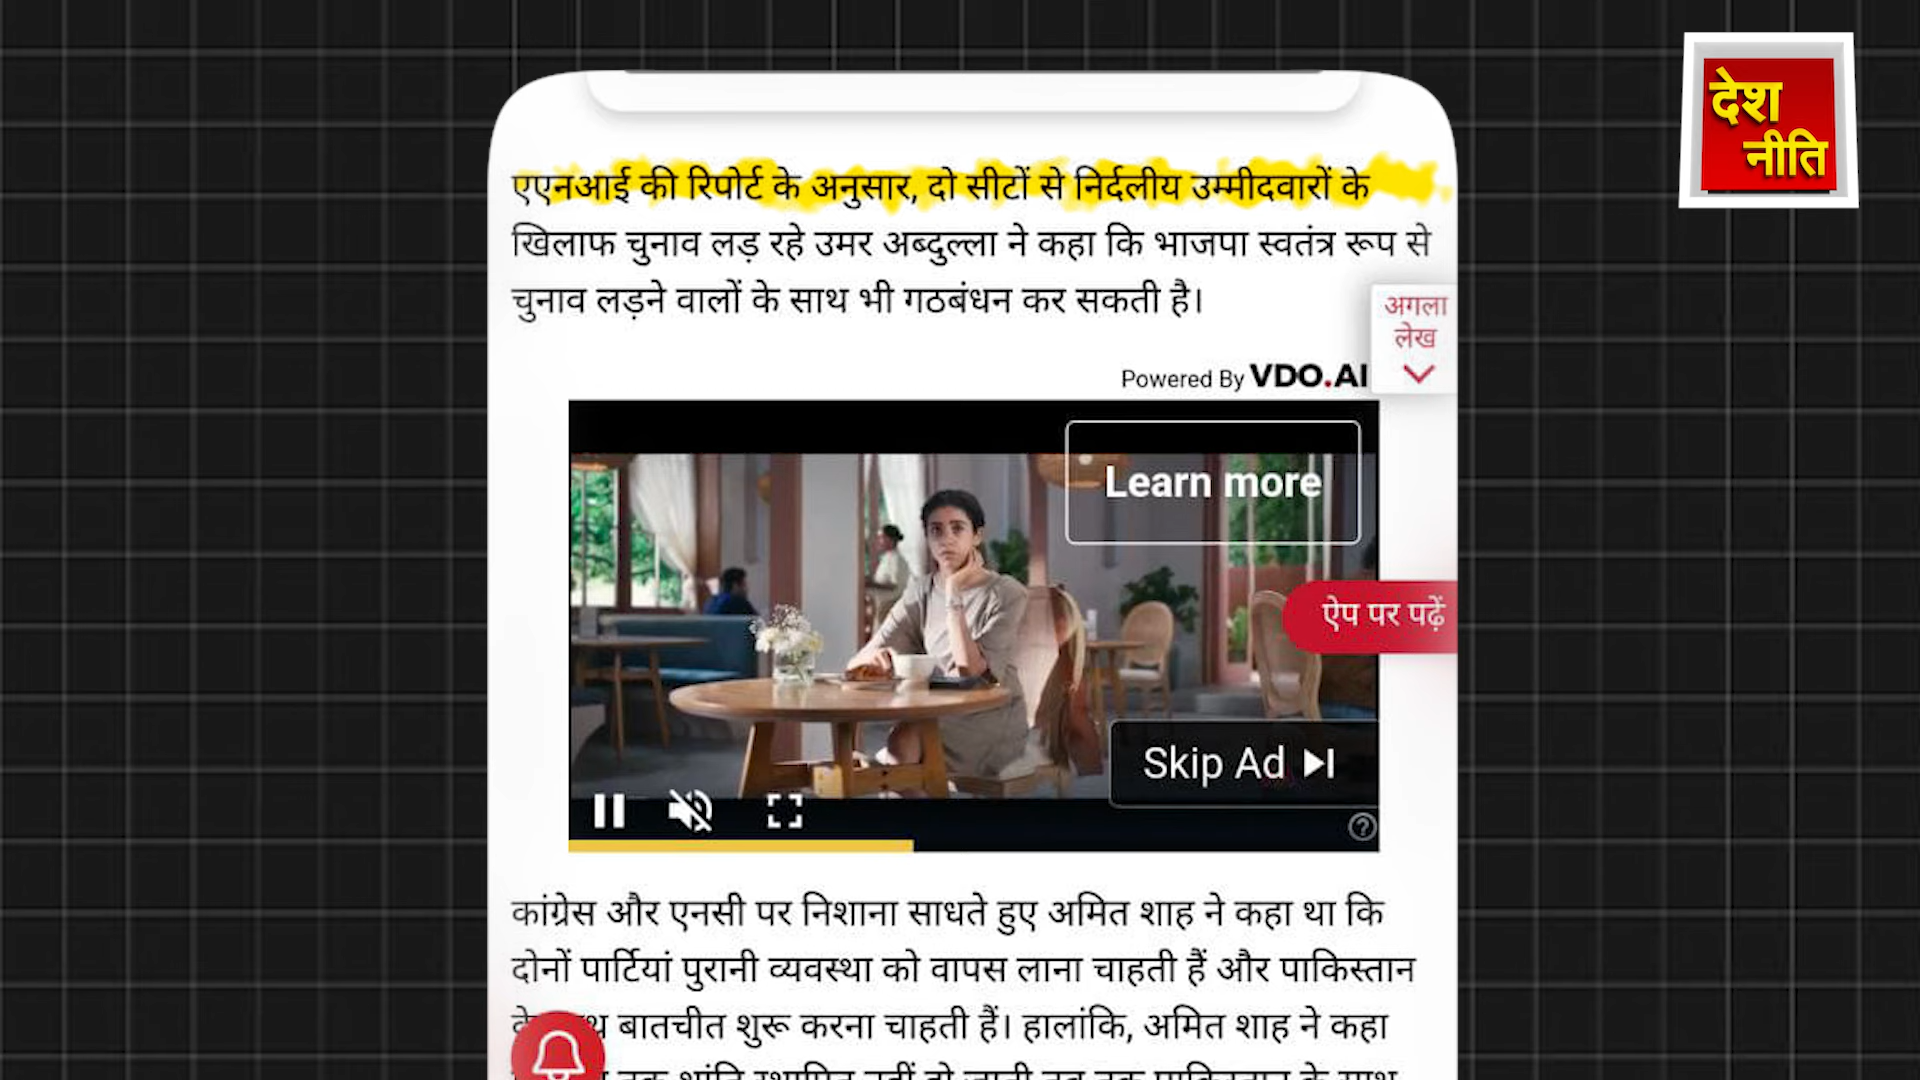 देश
नीति
एएनआई की रिपोर्ट के अनुसार, दो सीटों से निर्दलीय उम्मीदवारों के
खिलाफ चुनाव लड़ रहे उमर अब्दुल्ला ने कहा कि भाजपा स्वतंत्र रूप से
चुनाव लड़ने वालों के साथ भी गठबंधन कर सकती है।
अगला
लेख
Powered By VDO.AI
Learn more
ऐप पर पढ़ें
Skip Ad
कांग्रेस और एनसी पर निशाना साधते हुए अमित शाह ने कहा था कि
दोनों पार्टियां पुरानी व्यवस्था को वापस लाना चाहती हैं और पाकिस्तान
बातचीत शुरू करना चाहती हैं। हालांकि, अमित शाह ने कहा